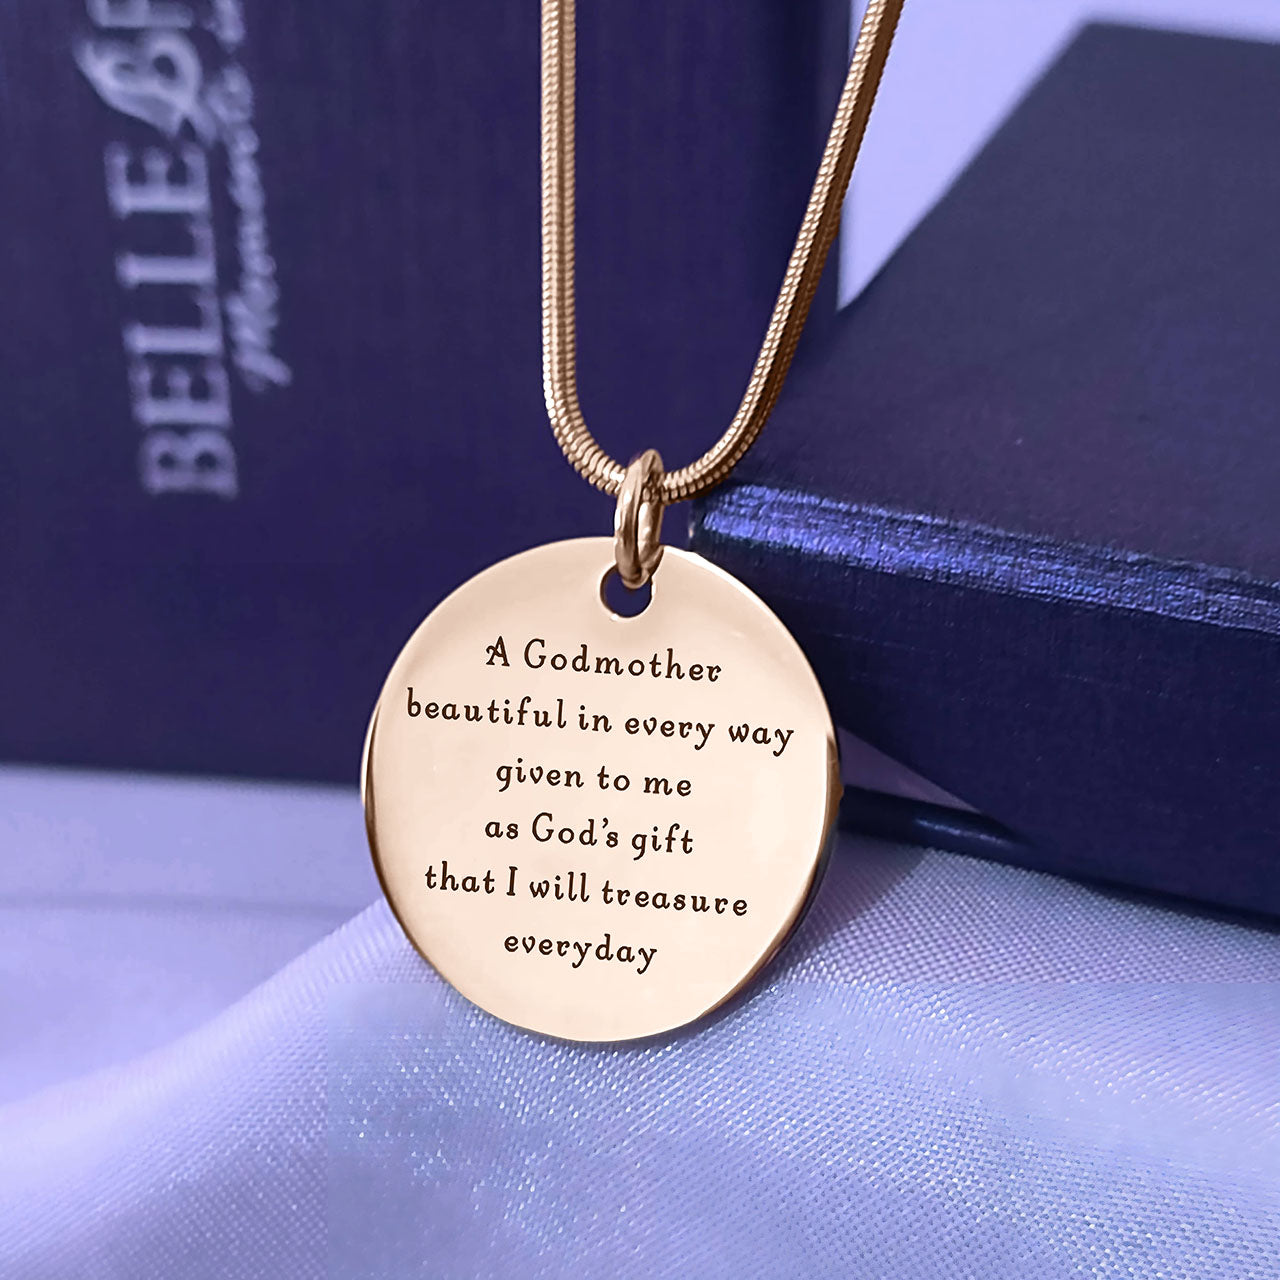 BELLE
A Godmother
beautiful in every way
given to me
as God's gift
that I will treasure
everyday